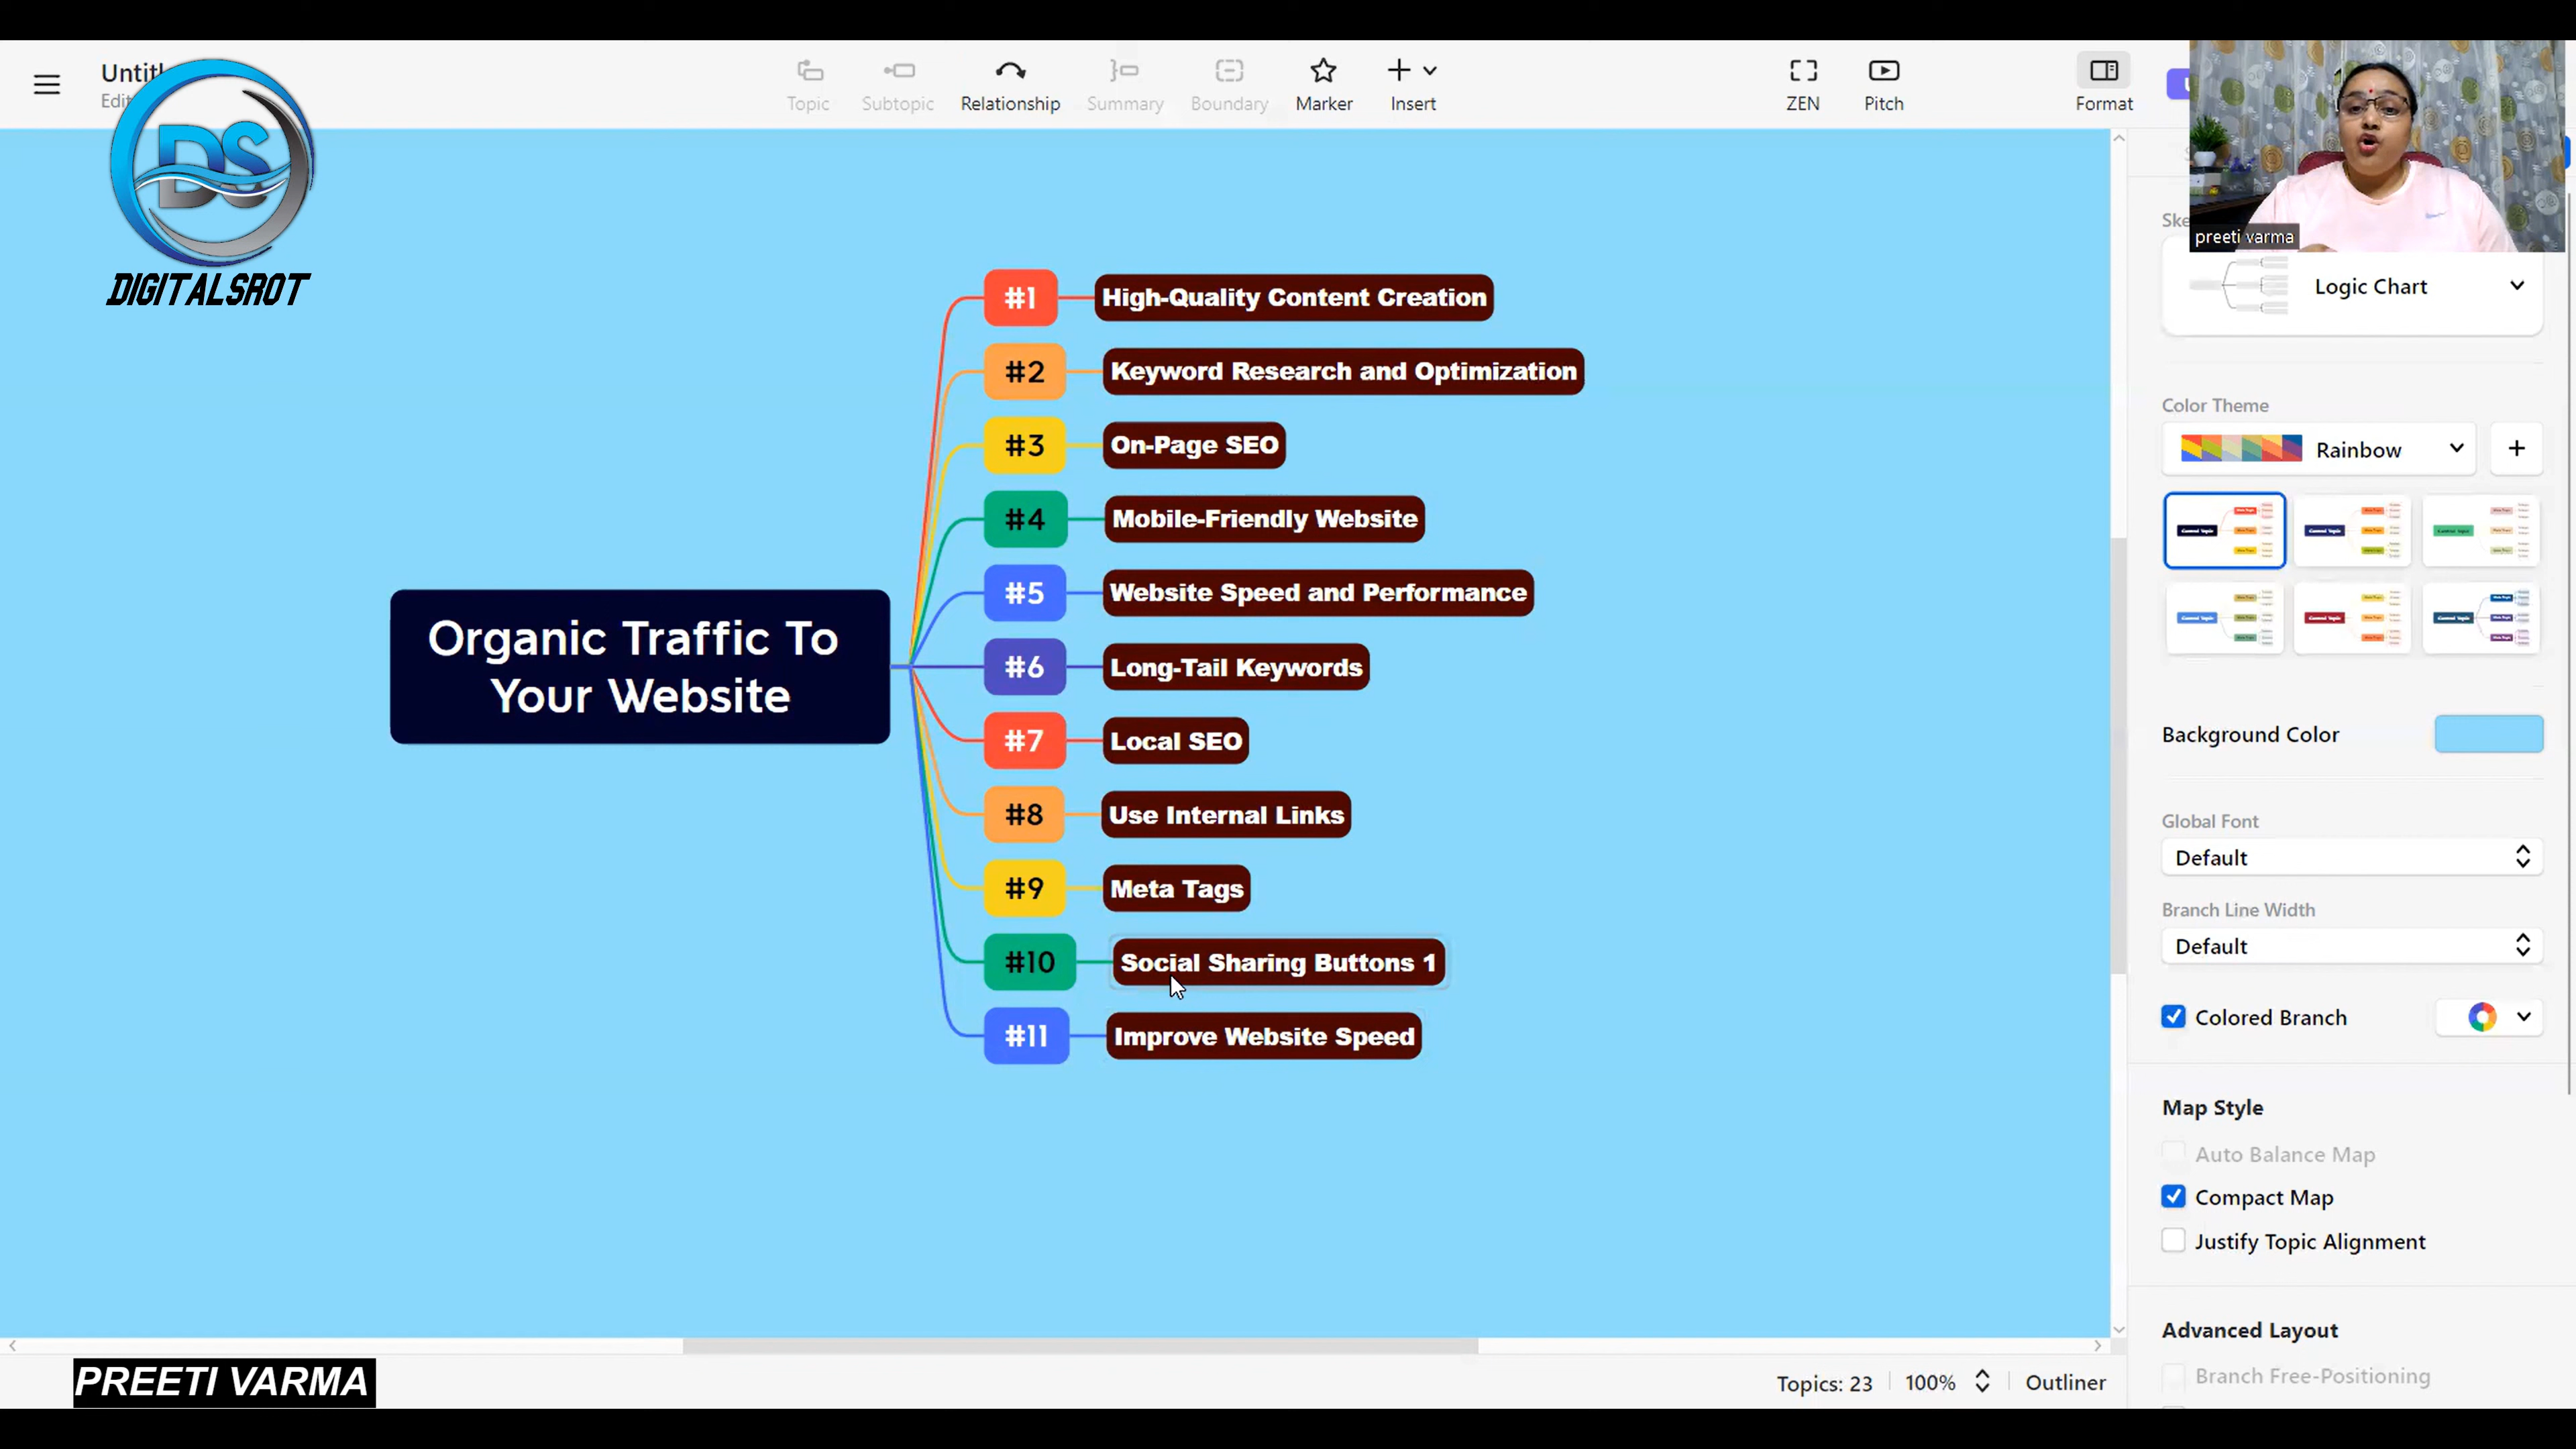 Untitl
Edit
DS
DIGITALSROT
Topic
Subtopic
Relationship
Summary
Boundary
Marker
Insert
ZEN
Pitch
Format
preeti varma
Organic Traffic To
Your Website
#1 High-Quality Content Creation
#2 Keyword Research and Optimization
#3 On-Page SEO
#4 Mobile-Friendly Website
#5 Website Speed and Performance
#6 Long-Tail Keywords
#7 Local SEO
#8 Use Internal Links
#9 Meta Tags
#10 Social Sharing Buttons 1
#11 Improve Website Speed
Ske
Logic Chart
Color Theme
Rainbow
Background Color
Global Font
Default
Branch Line Width
Default
Colored Branch
Map Style
Auto Balance Map
Compact Map
Justify Topic Alignment
Advanced Layout
Branch Free-Positioning
PREETI VARMA
Topics: 23
100%
Outliner